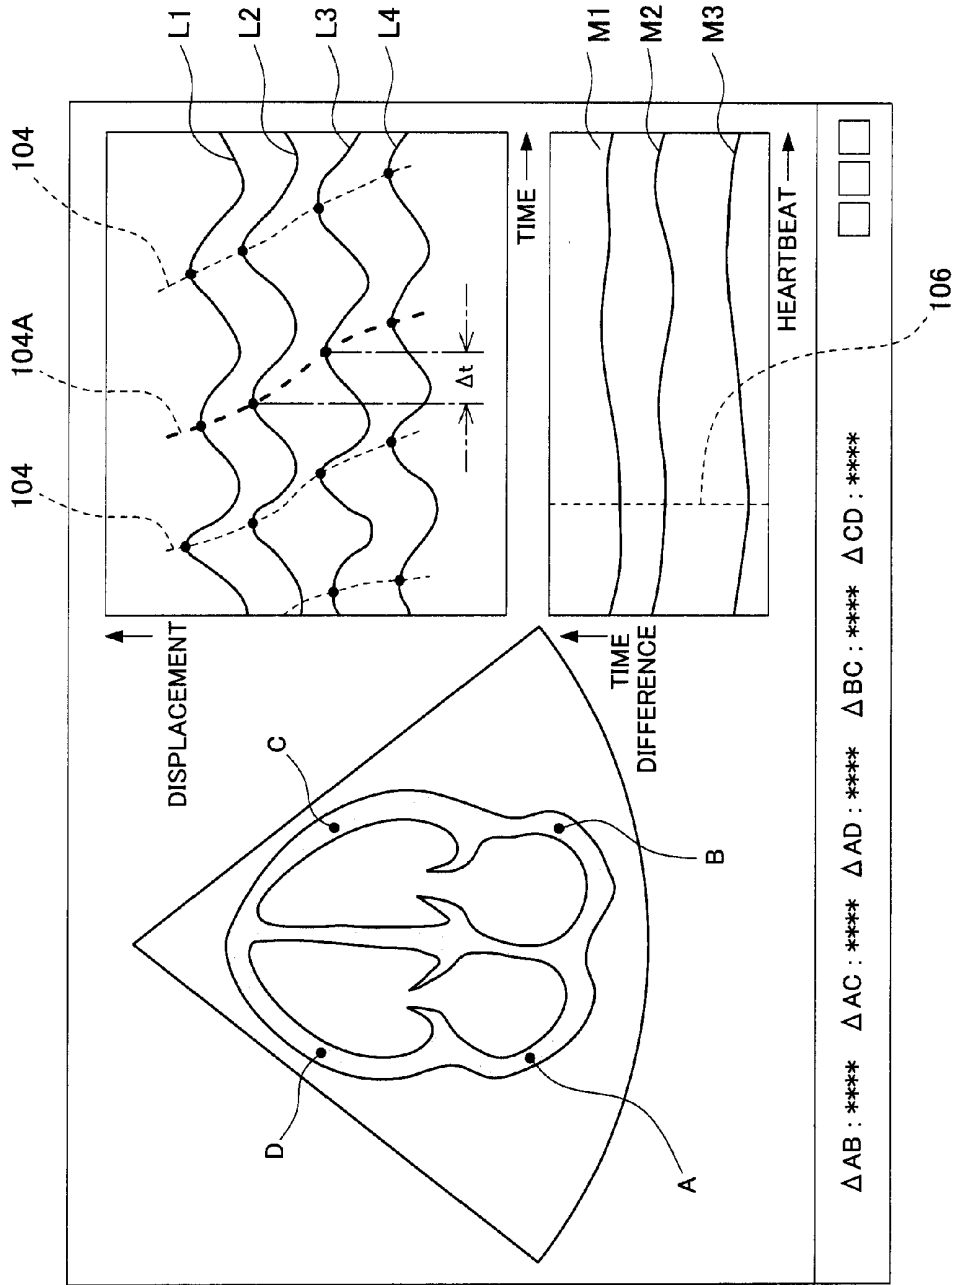 104
104A
104
L1
L2
L3
L4
DISPLACEMENT
Δt
TIME
C
D
B
A
TIME
DIFFERENCE
M1
M2
M3
HEARTBEAT
106
ΔAB : **** ΔAC : **** ΔAD : **** ΔBC : **** ΔCD : ****